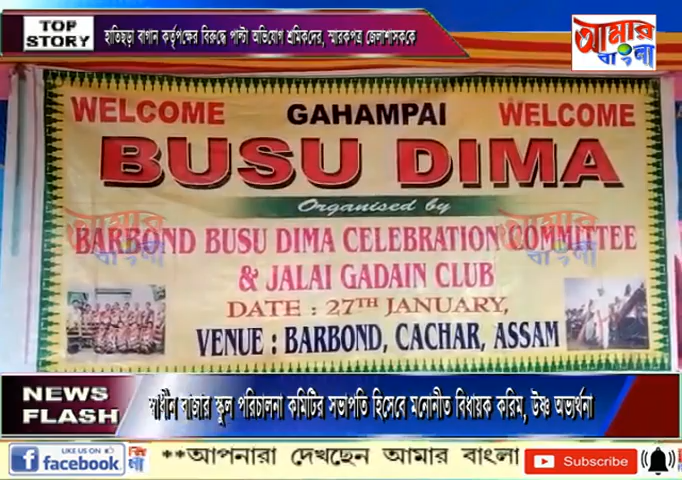 TOP STORY
হাতিছড়া বাগান কর্তৃপক্ষের বিরুদ্ধে পাল্টা অভিযোগ শ্রমিকদের, স্মারকপত্র জেলাশাসককে
আমার
বাংলা
WELCOME GAHAMPAI WELCOME
BUSU DIMA
Organised by
BARBOND BUSU DIMA CELEBRATION COMMITTEE
& JALAI GADAIN CLUB
DATE : 27TH JANUARY,
VENUE : BARBOND, CACHAR, ASSAM
আমার বাংলা
আমার বাংলা
NEWS FLASH
স্বাধীন বাজার স্কুল পরিচালনা কমিটির সভাপতি হিসেবে মনোনীত বিধায়ক করিম, উষ্ণ অভ্যর্থনা
LIKE US ON
facebook
**আপনারা দেখছেন আমার বাংলা
Subscribe